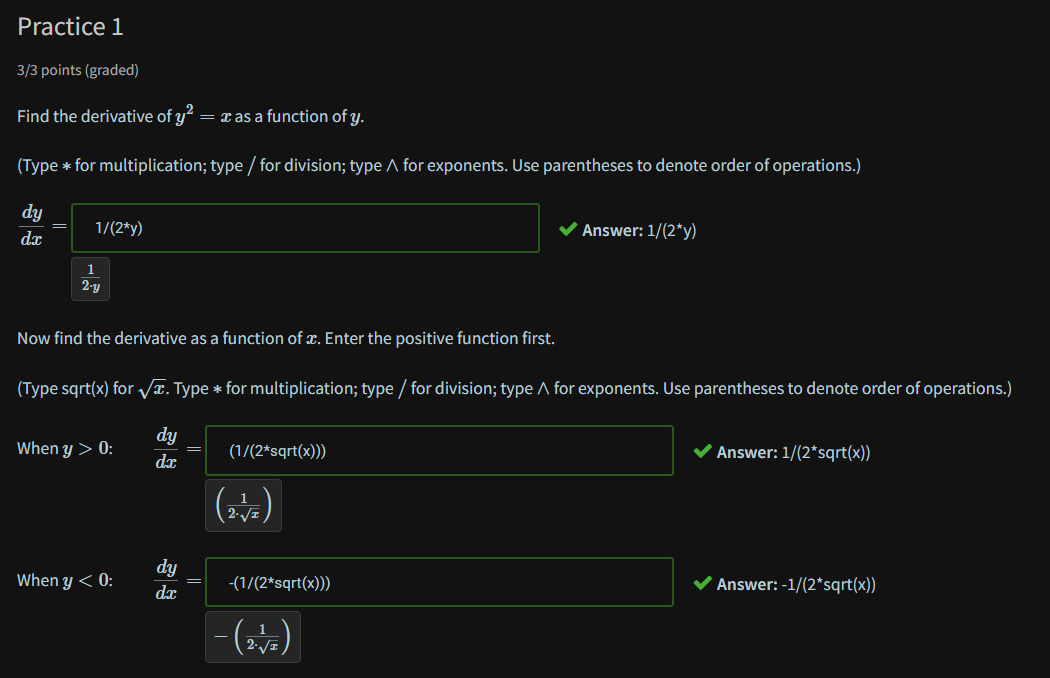 Practice 1
3/3 points (graded)
Find the derivative of y² = x as a function of y.
(Type ∗ for multiplication; type / for division; type ∧ for exponents. Use parentheses to denote order of operations.)
dy/dx = 1/(2*y) ✔ Answer: 1/(2*y)
1/2·y
Now find the derivative as a function of x. Enter the positive function first.
(Type sqrt(x) for √x. Type ∗ for multiplication; type / for division; type ∧ for exponents. Use parentheses to denote order of operations.)
When y > 0: dy/dx = (1/(2*sqrt(x))) ✔ Answer: 1/(2*sqrt(x))
(1/2·√x)
When y < 0: dy/dx = -(1/(2*sqrt(x))) ✔ Answer: -1/(2*sqrt(x))
−(1/2·√x)